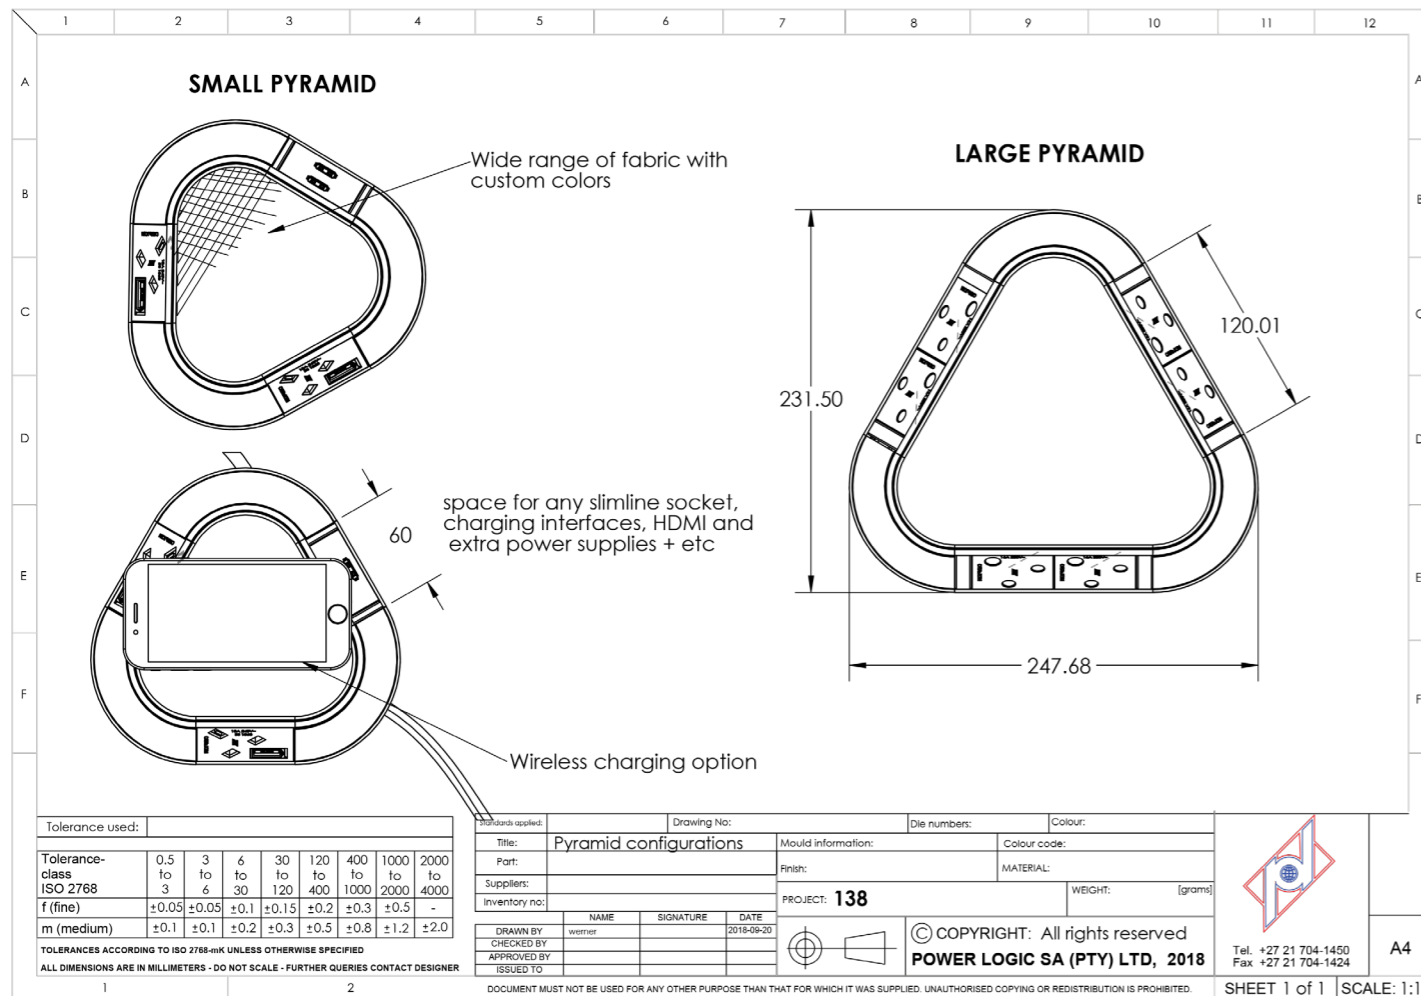 1 2 3 4 5 6 7 8 9 10 11 12
A A
B B
C C
D D
E E
F F
SMALL PYRAMID
Wide range of fabric with
custom colors
LARGE PYRAMID
120.01
231.50
247.68
60
space for any slimline socket,
charging interfaces, HDMI and
extra power supplies + etc
Wireless charging option
Tolerance used:
Tolerance-
class
ISO 2768
0.5 to 3
3 to 6
6 to 30
30 to 120
120 to 400
400 to 1000
1000 to 2000
2000 to 4000
f (fine) ±0.05 ±0.05 ±0.1 ±0.15 ±0.2 ±0.3 ±0.5 -
m (medium) ±0.1 ±0.1 ±0.2 ±0.3 ±0.5 ±0.8 ±1.2 ±2.0
TOLERANCES ACCORDING TO ISO 2768-mK UNLESS OTHERWISE SPECIFIED
ALL DIMENSIONS ARE IN MILLIMETERS - DO NOT SCALE - FURTHER QUERIES CONTACT DESIGNER
Standards applied: Drawing No: Die numbers: Colour:
Title: Pyramid configurations Mould information: Colour code:
Part:
Finish: MATERIAL:
Suppliers:
Inventory no:
PROJECT: 138 WEIGHT: [grams]
NAME SIGNATURE DATE
DRAWN BY werner 2018-09-20
CHECKED BY
APPROVED BY
ISSUED TO
© COPYRIGHT: All rights reserved
POWER LOGIC SA (PTY) LTD, 2018
Tel. +27 21 704-1450
Fax +27 21 704-1424
A4
1 2
DOCUMENT MUST NOT BE USED FOR ANY OTHER PURPOSE THAN THAT FOR WHICH IT WAS SUPPLIED. UNAUTHORISED COPYING OR REDISTRIBUTION IS PROHIBITED.
SHEET 1 of 1 SCALE: 1:1